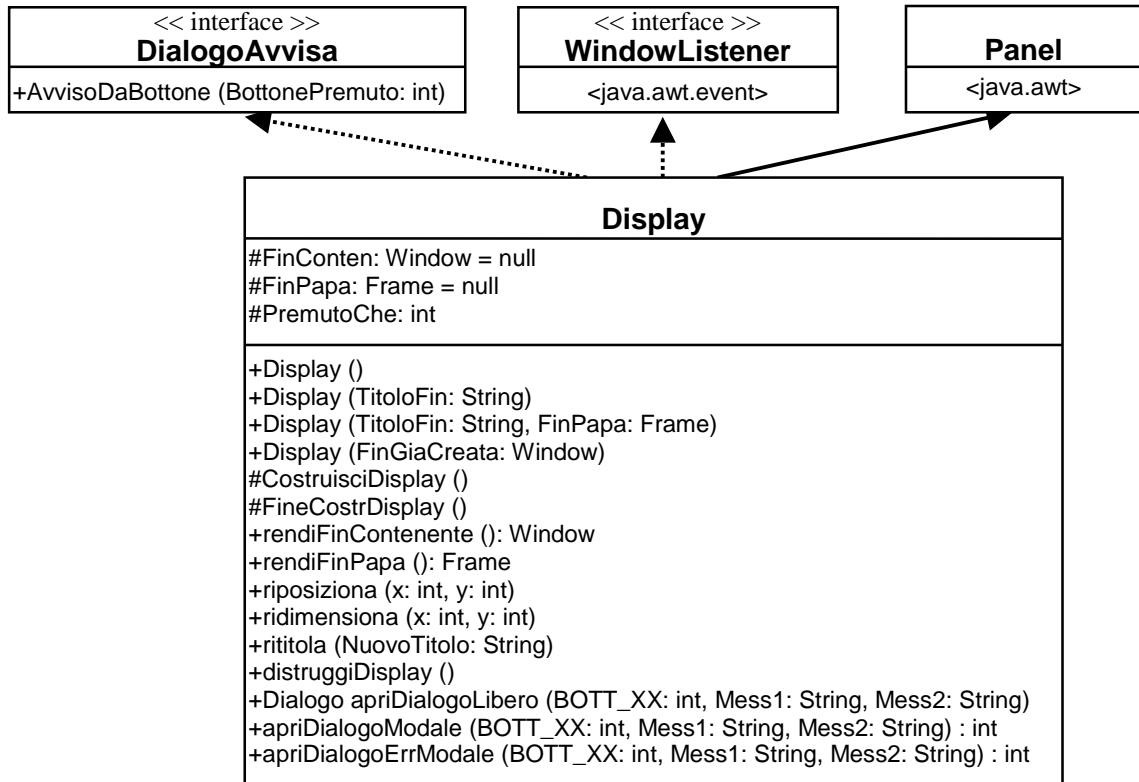 << interface >>
DialogoAvvisa
+AvvisoDaBottone (BottonePremuto: int)
<< interface >>
WindowListener
<java.awt.event>
Panel
<java.awt>
Display
#FinConten: Window = null
#FinPapa: Frame = null
#PremutoChe: int
+Display ()
+Display (TitoloFin: String)
+Display (TitoloFin: String, FinPapa: Frame)
+Display (FinGiaCreata: Window)
#CostruisciDisplay ()
#FineCostrDisplay ()
+rendiFinContenente (): Window
+rendiFinPapa (): Frame
+riposiziona (x: int, y: int)
+ridimensiona (x: int, y: int)
+rititola (NuovoTitolo: String)
+distruggiDisplay ()
+Dialogo apriDialogoLibero (BOTT_XX: int, Mess1: String, Mess2: String)
+apriDialogoModale (BOTT_XX: int, Mess1: String, Mess2: String) : int
+apriDialogoErrModale (BOTT_XX: int, Mess1: String, Mess2: String) : int